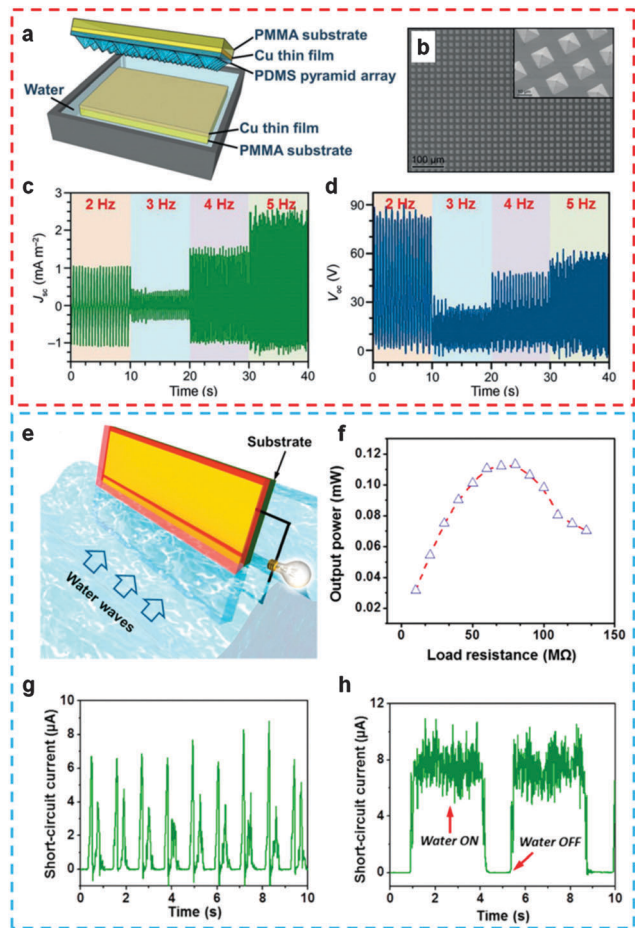 a
PMMA substrate
Cu thin film
PDMS pyramid array
Water
Cu thin film
PMMA substrate
b
100 μm
c
3
2
1
0
−1
2 Hz 3 Hz 4 Hz 5 Hz
Jsc (mA m−2)
0 10 20 30 40
Time (s)
d
90
60
30
0
2 Hz 3 Hz 4 Hz 5 Hz
Voc (V)
0 10 20 30 40
Time (s)
e
Substrate
Water waves
f
0.12
0.10
0.08
0.06
0.04
0.02
Output power (mW)
0 50 100 150
Load resistance (MΩ)
g
10
8
6
4
2
0
Short-circuit current (μA)
0 2 4 6 8 10
Time (s)
h
12
8
4
0
Short-circuit current (μA)
Water ON
Water OFF
0 2 4 6 8 10
Time (s)